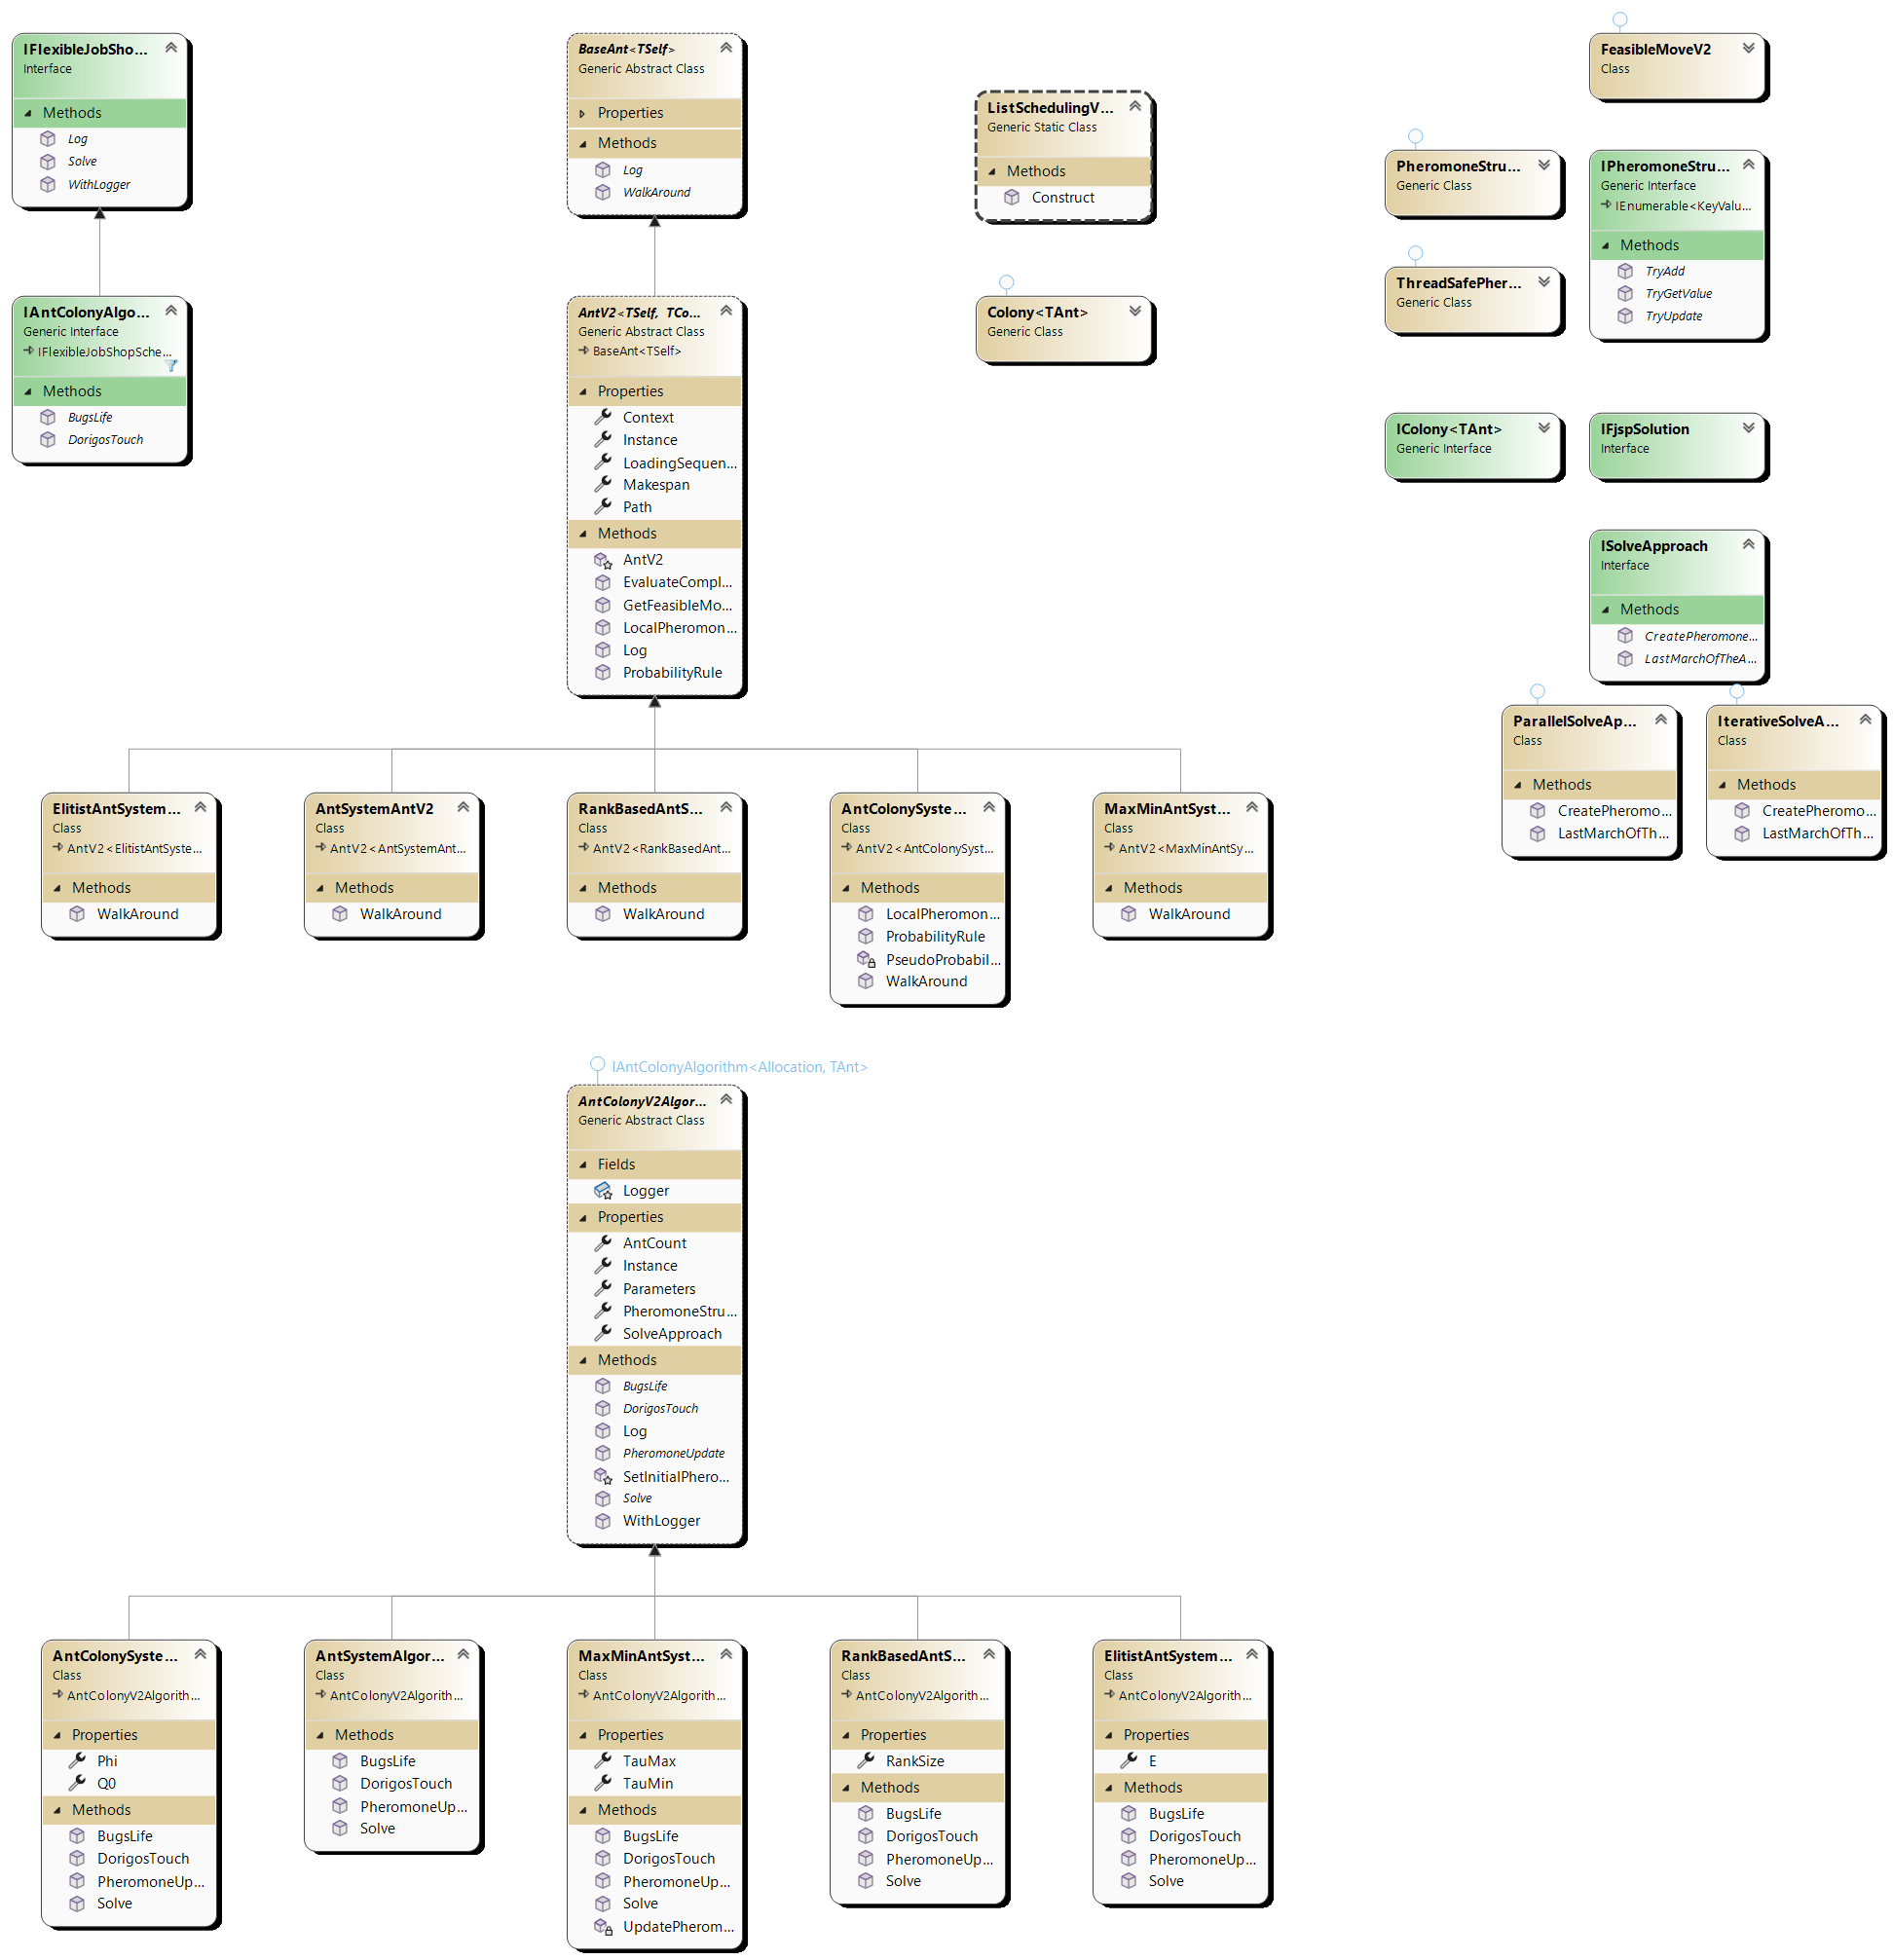 IFlexibleJobSho...
Interface
Methods
Log
Solve
WithLogger
IAntColonyAlgo...
Generic Interface
IFlexibleJobShopSche...
Methods
BugsLife
DorigosTouch
BaseAnt<TSelf>
Generic Abstract Class
Properties
Methods
Log
WalkAround
AntV2<TSelf, TCo...
Generic Abstract Class
BaseAnt<TSelf>
Properties
Context
Instance
LoadingSequen...
Makespan
Path
Methods
AntV2
EvaluateCompl...
GetFeasibleMo...
LocalPheromon...
Log
ProbabilityRule
ListSchedulingV...
Generic Static Class
Methods
Construct
Colony<TAnt>
Generic Class
FeasibleMoveV2
Class
PheromoneStru...
Generic Class
IPheromoneStru...
Generic Interface
IEnumerable<KeyValu...
Methods
TryAdd
TryGetValue
TryUpdate
ThreadSafePher...
Generic Class
IColony<TAnt>
Generic Interface
IFjspSolution
Interface
ISolveApproach
Interface
Methods
CreatePheromone...
LastMarchOfTheA...
ParallelSolveAp...
Class
Methods
CreatePheromo...
LastMarchOfTh...
IterativeSolveA...
Class
Methods
CreatePheromo...
LastMarchOfTh...
ElitistAntSystem...
Class
AntV2<ElitistAntSyste...
Methods
WalkAround
AntSystemAntV2
Class
AntV2<AntSystemAnt...
Methods
WalkAround
RankBasedAntS...
Class
AntV2<RankBasedAnt...
Methods
WalkAround
AntColonySyste...
Class
AntV2<AntColonySyst...
Methods
LocalPheromon...
ProbabilityRule
PseudoProbabil...
WalkAround
MaxMinAntSyst...
Class
AntV2<MaxMinAntSy...
Methods
WalkAround
IAntColonyAlgorithm<Allocation, TAnt>
AntColonyV2Algor...
Generic Abstract Class
Fields
Logger
Properties
AntCount
Instance
Parameters
PheromoneStru...
SolveApproach
Methods
BugsLife
DorigosTouch
Log
PheromoneUpdate
SetInitialPhero...
Solve
WithLogger
AntColonySyste...
Class
AntColonyV2Algorith...
Properties
Phi
Q0
Methods
BugsLife
DorigosTouch
PheromoneUp...
Solve
AntSystemAlgor...
Class
AntColonyV2Algorith...
Methods
BugsLife
DorigosTouch
PheromoneUp...
Solve
MaxMinAntSyst...
Class
AntColonyV2Algorith...
Properties
TauMax
TauMin
Methods
BugsLife
DorigosTouch
PheromoneUp...
Solve
UpdatePherom...
RankBasedAntS...
Class
AntColonyV2Algorith...
Properties
RankSize
Methods
BugsLife
DorigosTouch
PheromoneUp...
Solve
ElitistAntSystem...
Class
AntColonyV2Algorith...
Properties
E
Methods
BugsLife
DorigosTouch
PheromoneUp...
Solve